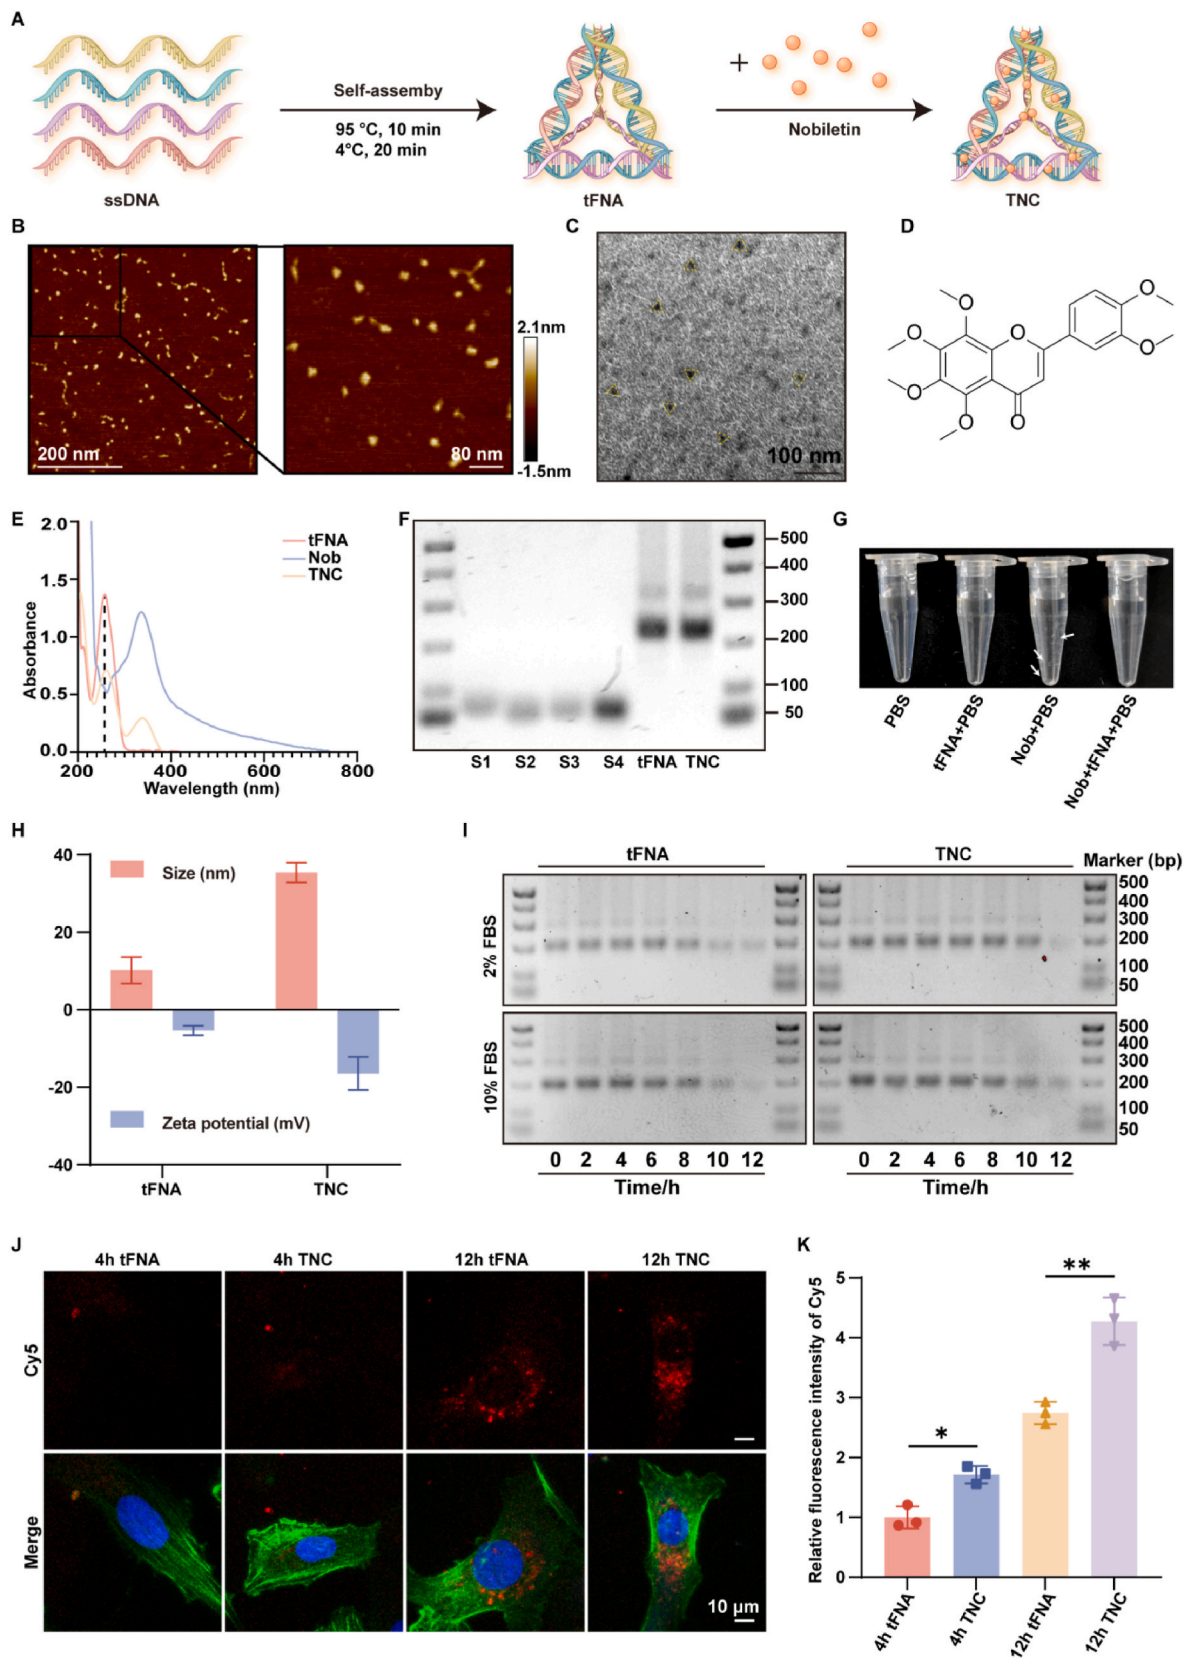 A
Self-assemby
95 °C, 10 min
4°C, 20 min
+
Nobiletin
ssDNA
tFNA
TNC
B
200 nm
80 nm
2.1nm
-1.5nm
C
100 nm
D
O
O
O
O
O
O
O
O
E
2.0
1.5
1.0
0.5
0.0
Absorbance
tFNA
Nob
TNC
200
400
600
800
Wavelength (nm)
F
500
400
300
200
100
50
S1 S2 S3 S4 tFNA TNC
G
PBS
tFNA+PBS
Nob+PBS
Nob+tFNA+PBS
H
40
20
0
-20
-40
Size (nm)
Zeta potential (mV)
tFNA
TNC
I
tFNA
TNC
Marker (bp)
2% FBS
500
400
300
200
100
50
10% FBS
500
400
300
200
100
50
0 2 4 6 8 10 12
0 2 4 6 8 10 12
Time/h
Time/h
J
4h tFNA
4h TNC
12h tFNA
12h TNC
Cy5
Merge
10 μm
K
Relative fluorescence intensity of Cy5
5
4
3
2
1
0
*
**
4h tFNA
4h TNC
12h tFNA
12h TNC